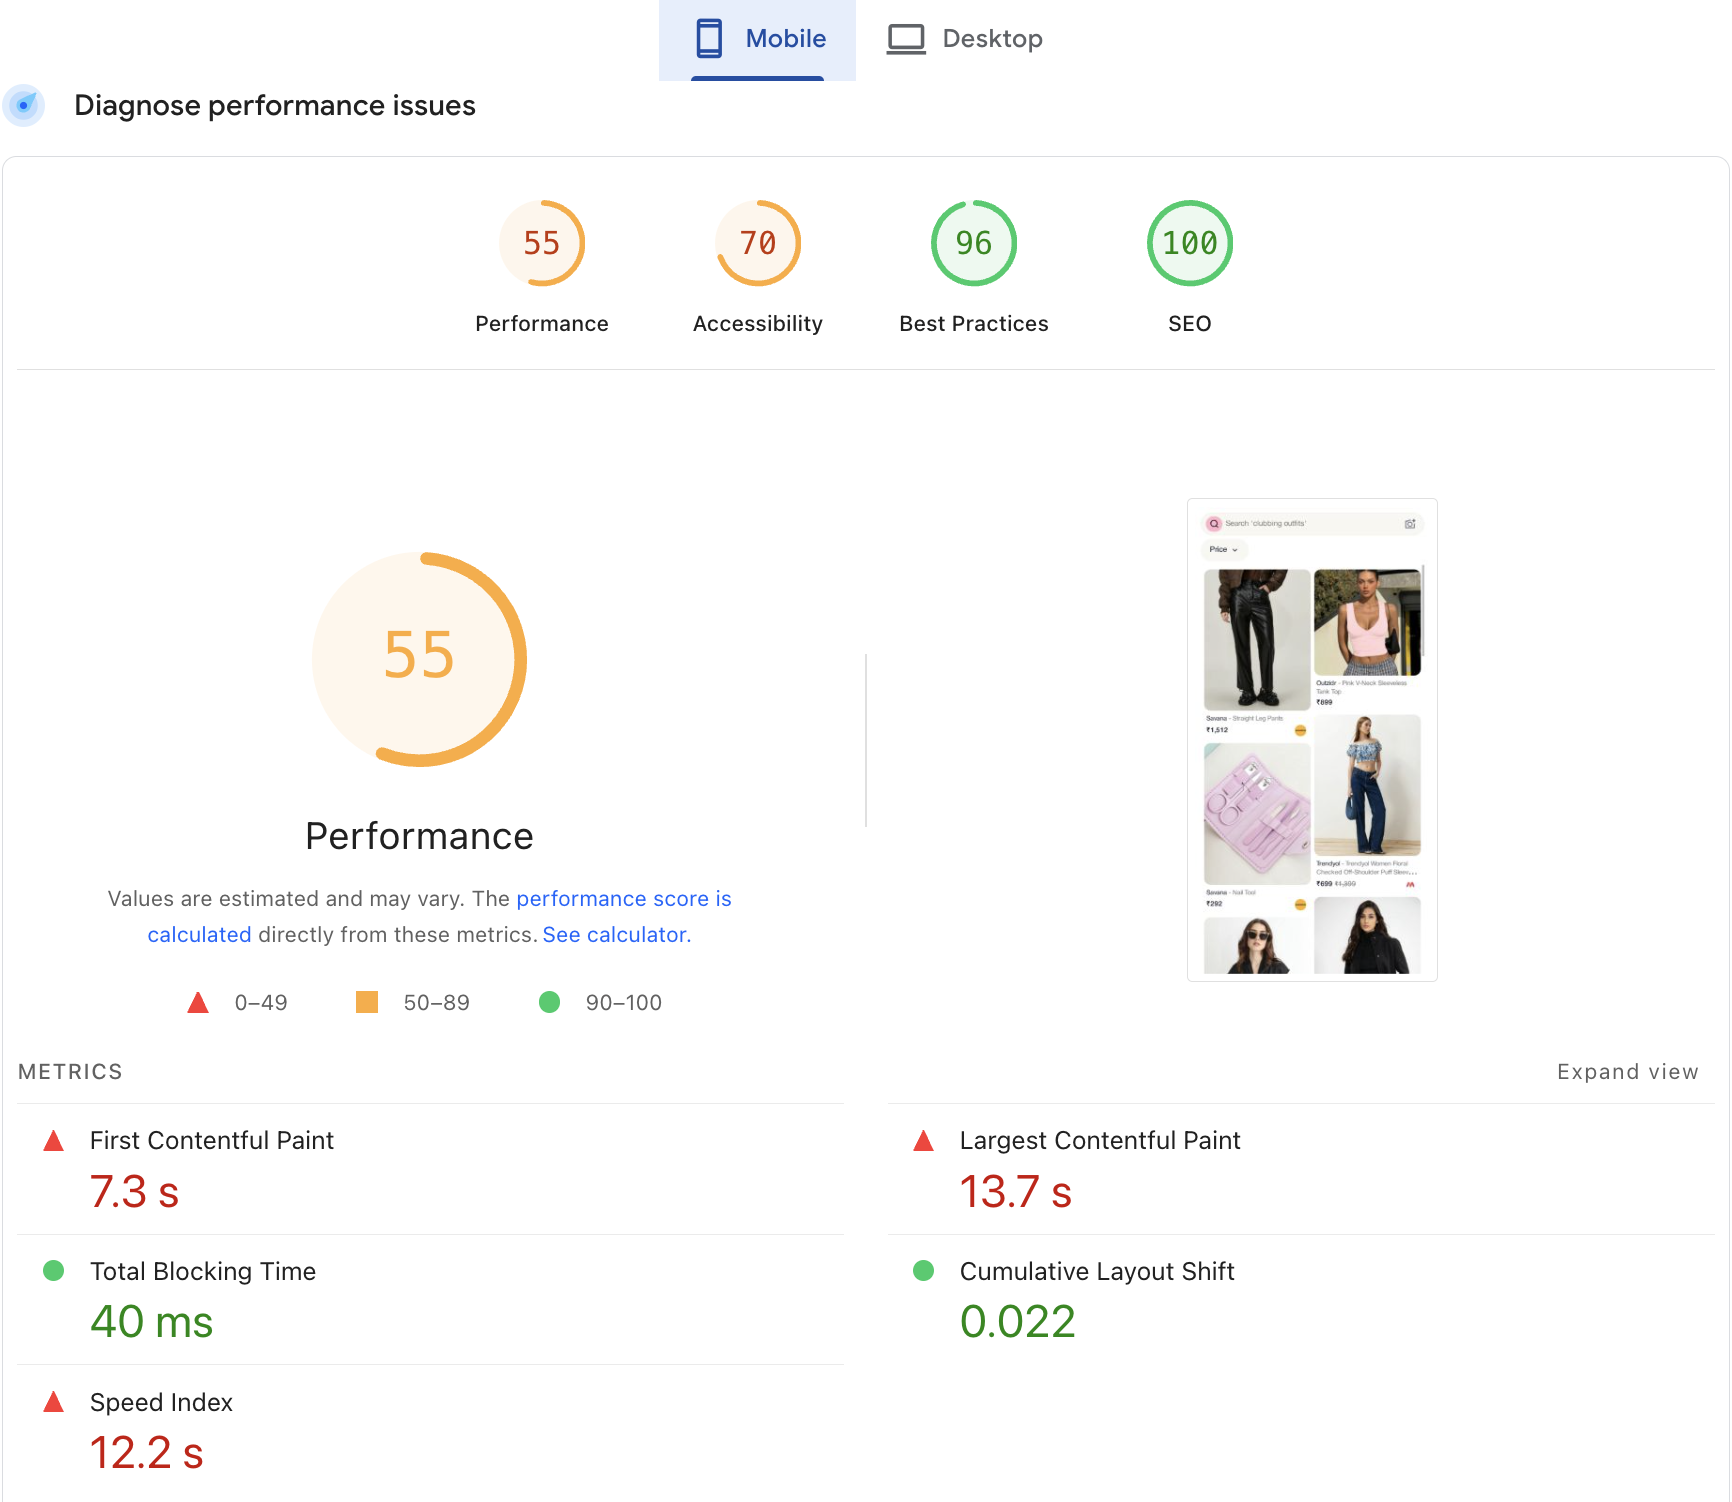 Mobile
Desktop
Diagnose performance issues
55
70
96
100
Performance
Accessibility
Best Practices
SEO
55
Performance
Values are estimated and may vary. The performance score is
calculated directly from these metrics. See calculator.
0–49
50–89
90–100
Search 'clubbing outfits'
Price
Outzidr - Pink V-Neck Sleeveless
Tank Top
₹899
Savana - Straight Leg Pants
₹1,512
Trendyol - Trendyol Women Floral
Checked Off-Shoulder Puff Sleev...
₹699 ₹1,399
Savana - Nail Tool
₹292
METRICS
Expand view
First Contentful Paint
7.3 s
Largest Contentful Paint
13.7 s
Total Blocking Time
40 ms
Cumulative Layout Shift
0.022
Speed Index
12.2 s